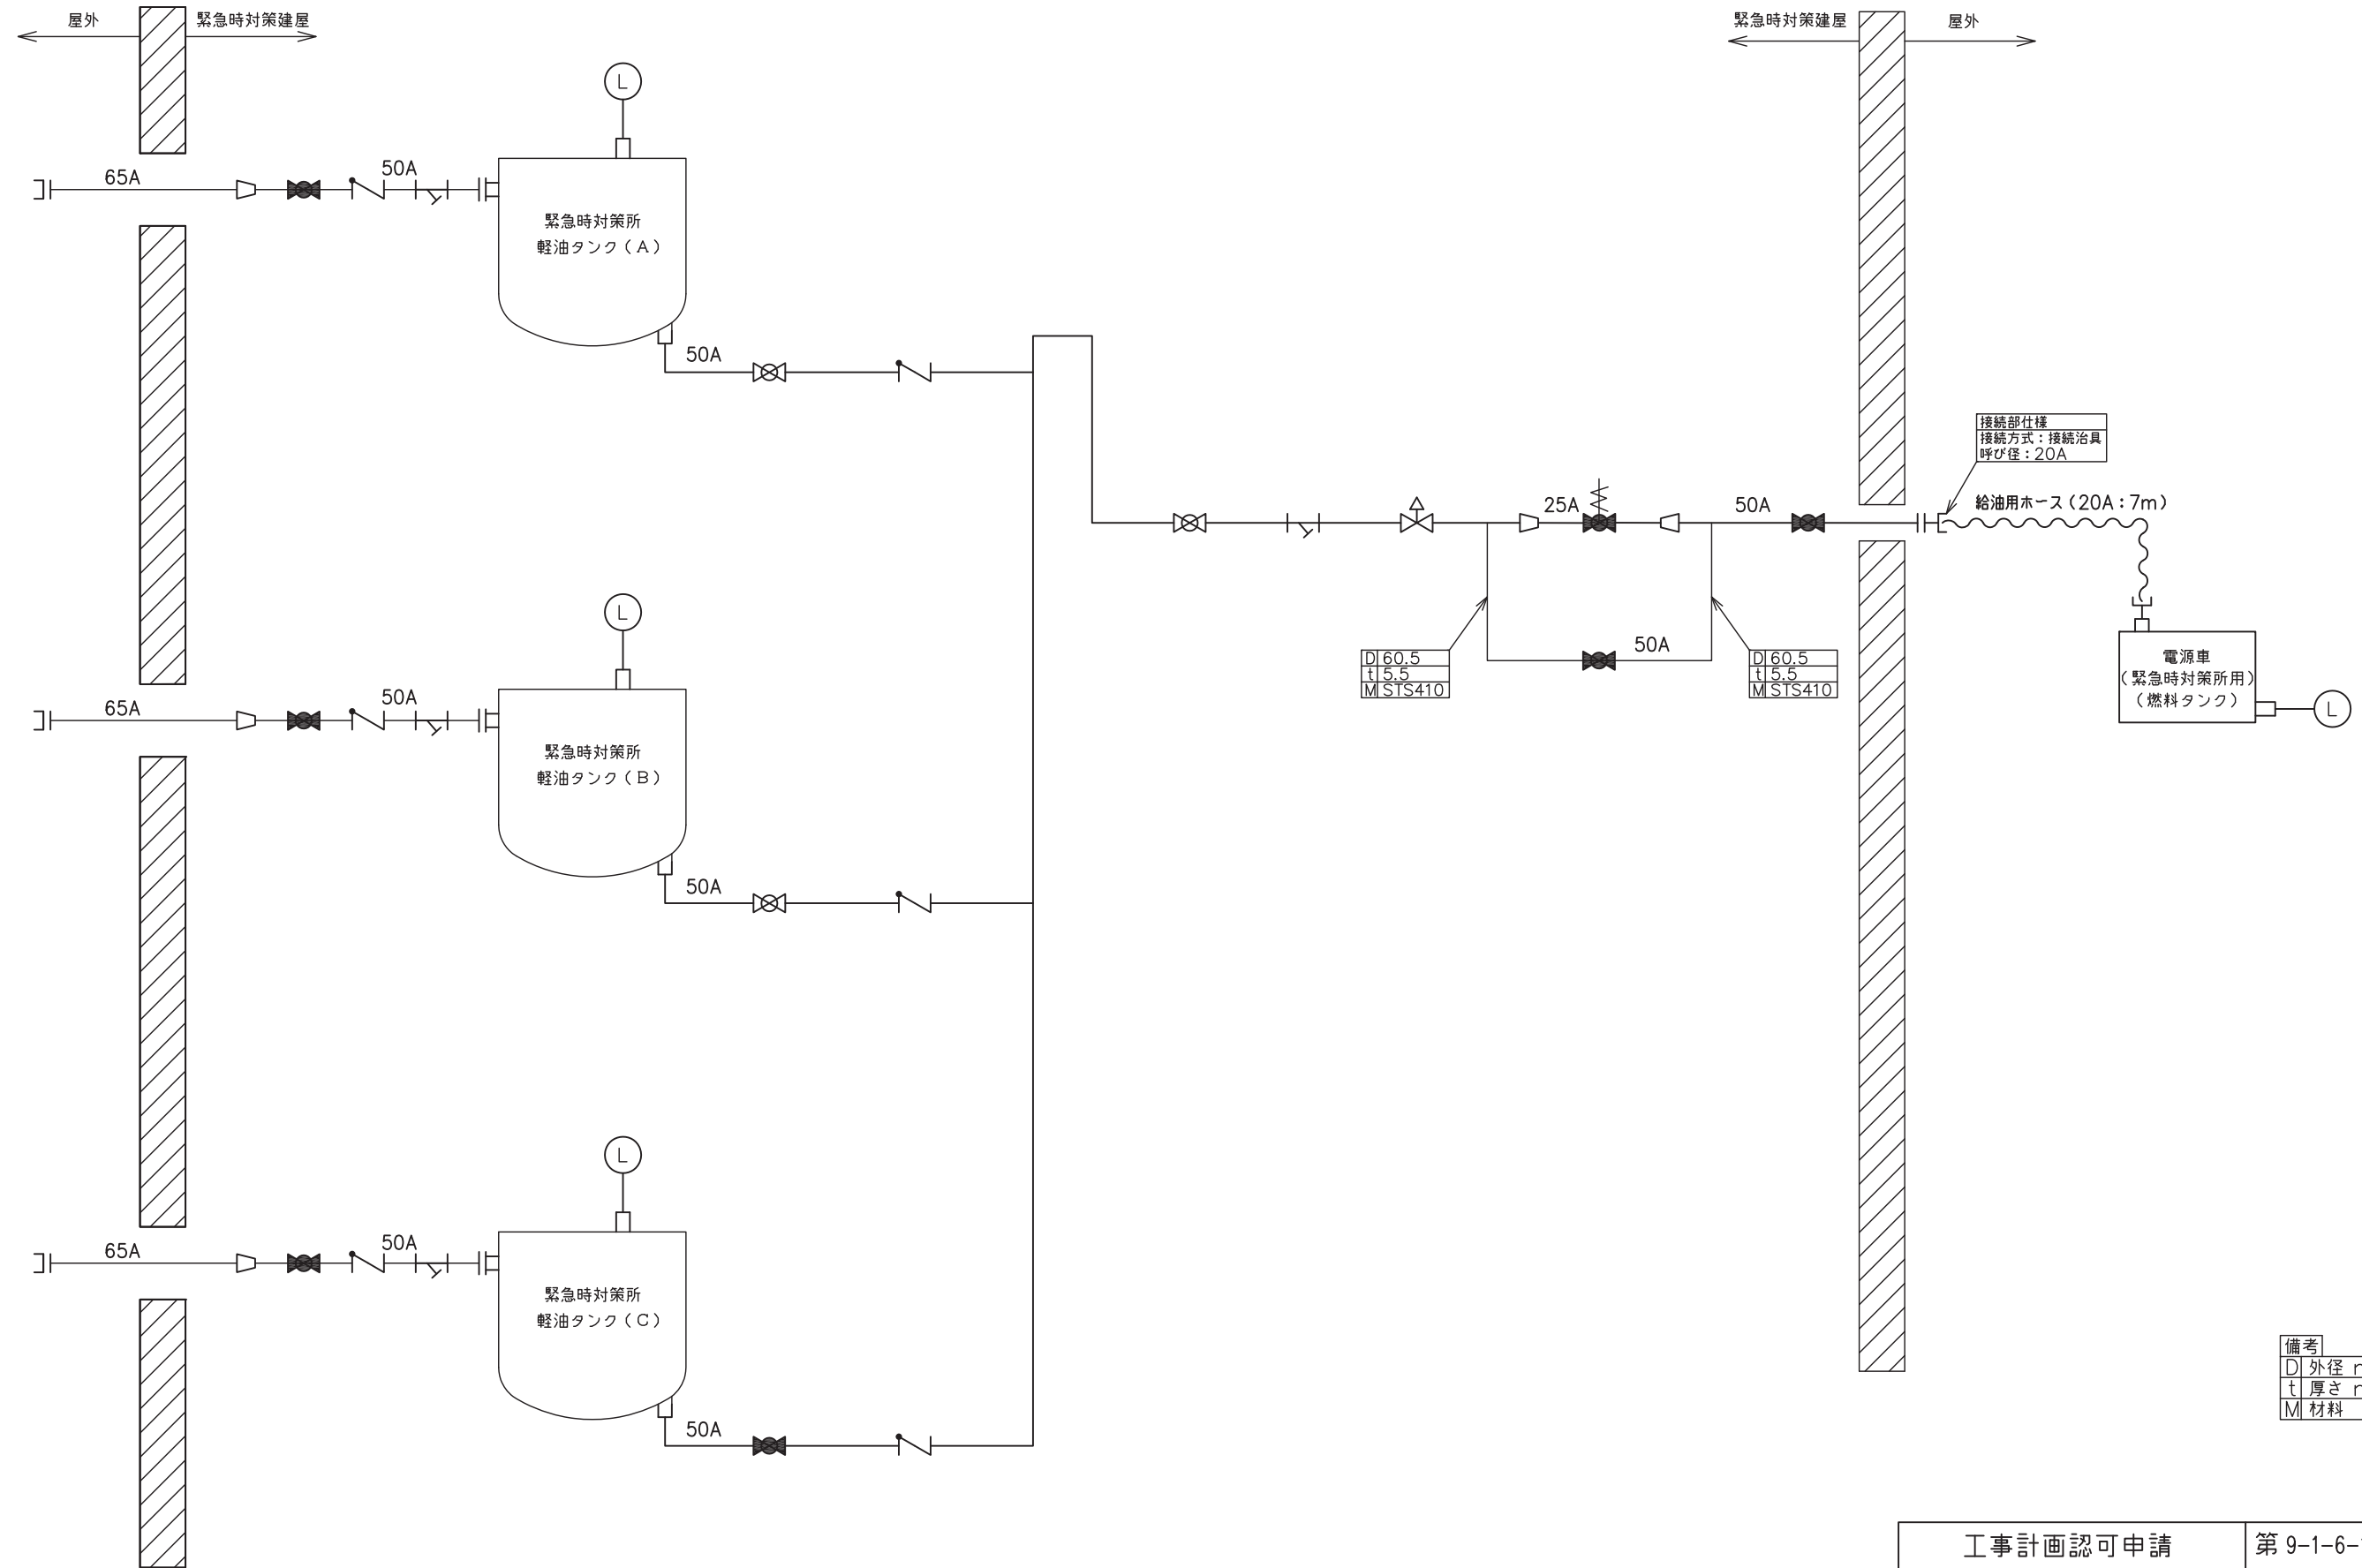 屋外
緊急時対策建屋
緊急時対策建屋
屋外
L
65A
50A
緊急時対策所
軽油タンク(A)
50A
接続部仕様
接続方式:接続治具
呼び径:20A
25A
50A
給油用ホース(20A:7m)
L
65A
50A
緊急時対策所
軽油タンク(B)
50A
50A
D 60.5
t 5.5
M STS410
D 60.5
t 5.5
M STS410
電源車
(緊急時対策所用)
(燃料タンク)
L
L
65A
50A
緊急時対策所
軽油タンク(C)
50A
備考
D 外径
t 厚さ
M 材料
工事計画認可申請
第 9-1-6-